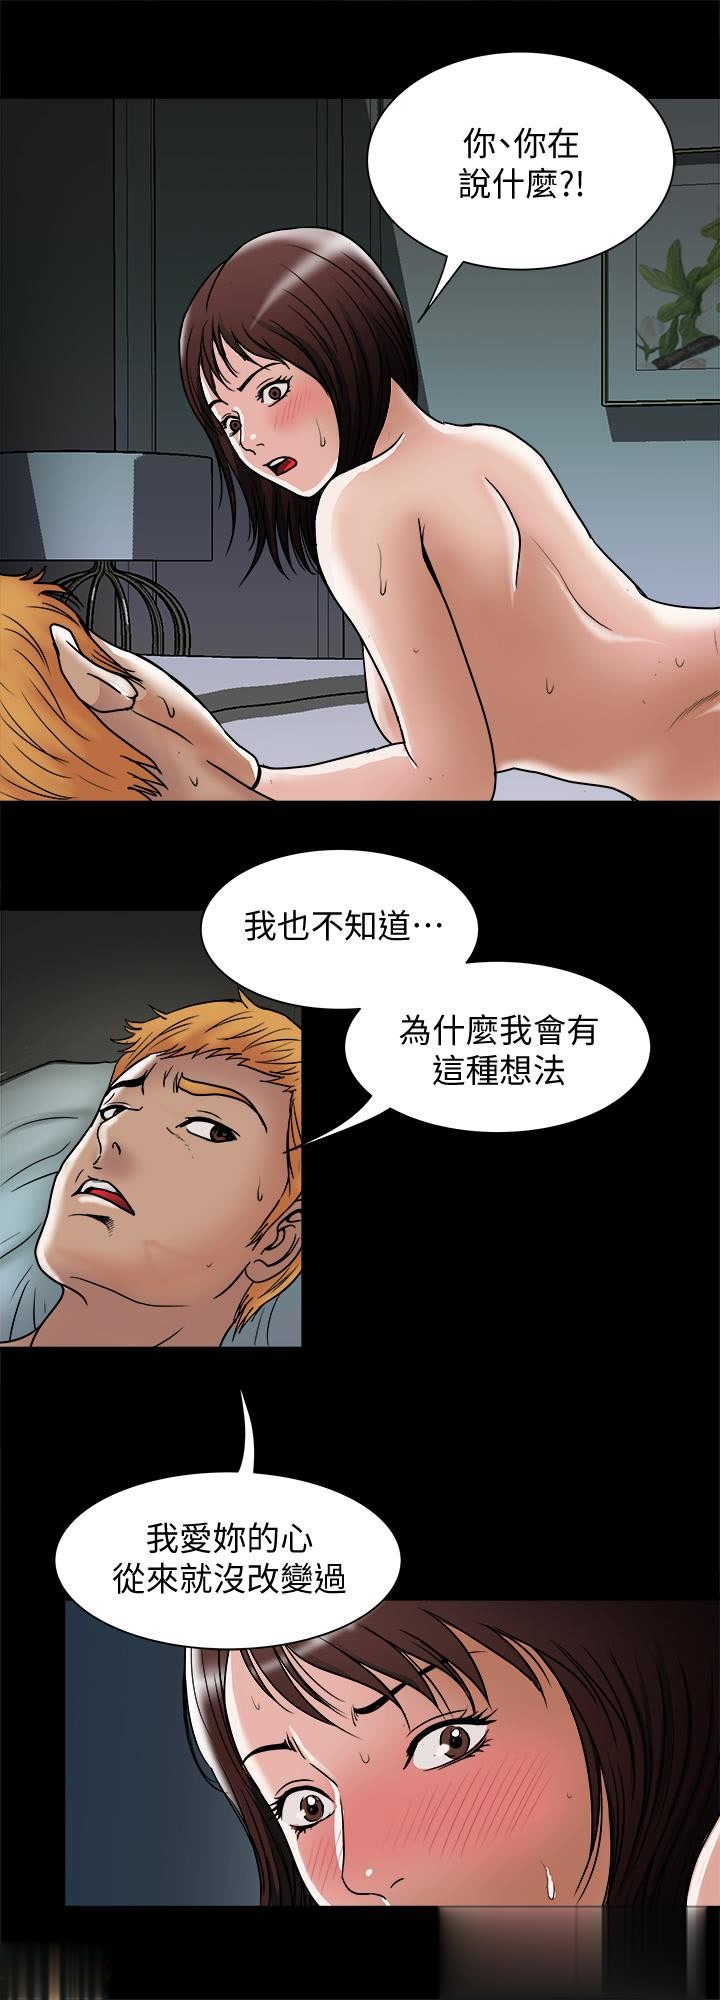 你、你在
說什麼?!
我也不知道…
為什麼我會有
這種想法
我愛妳的心
從來就沒改變過